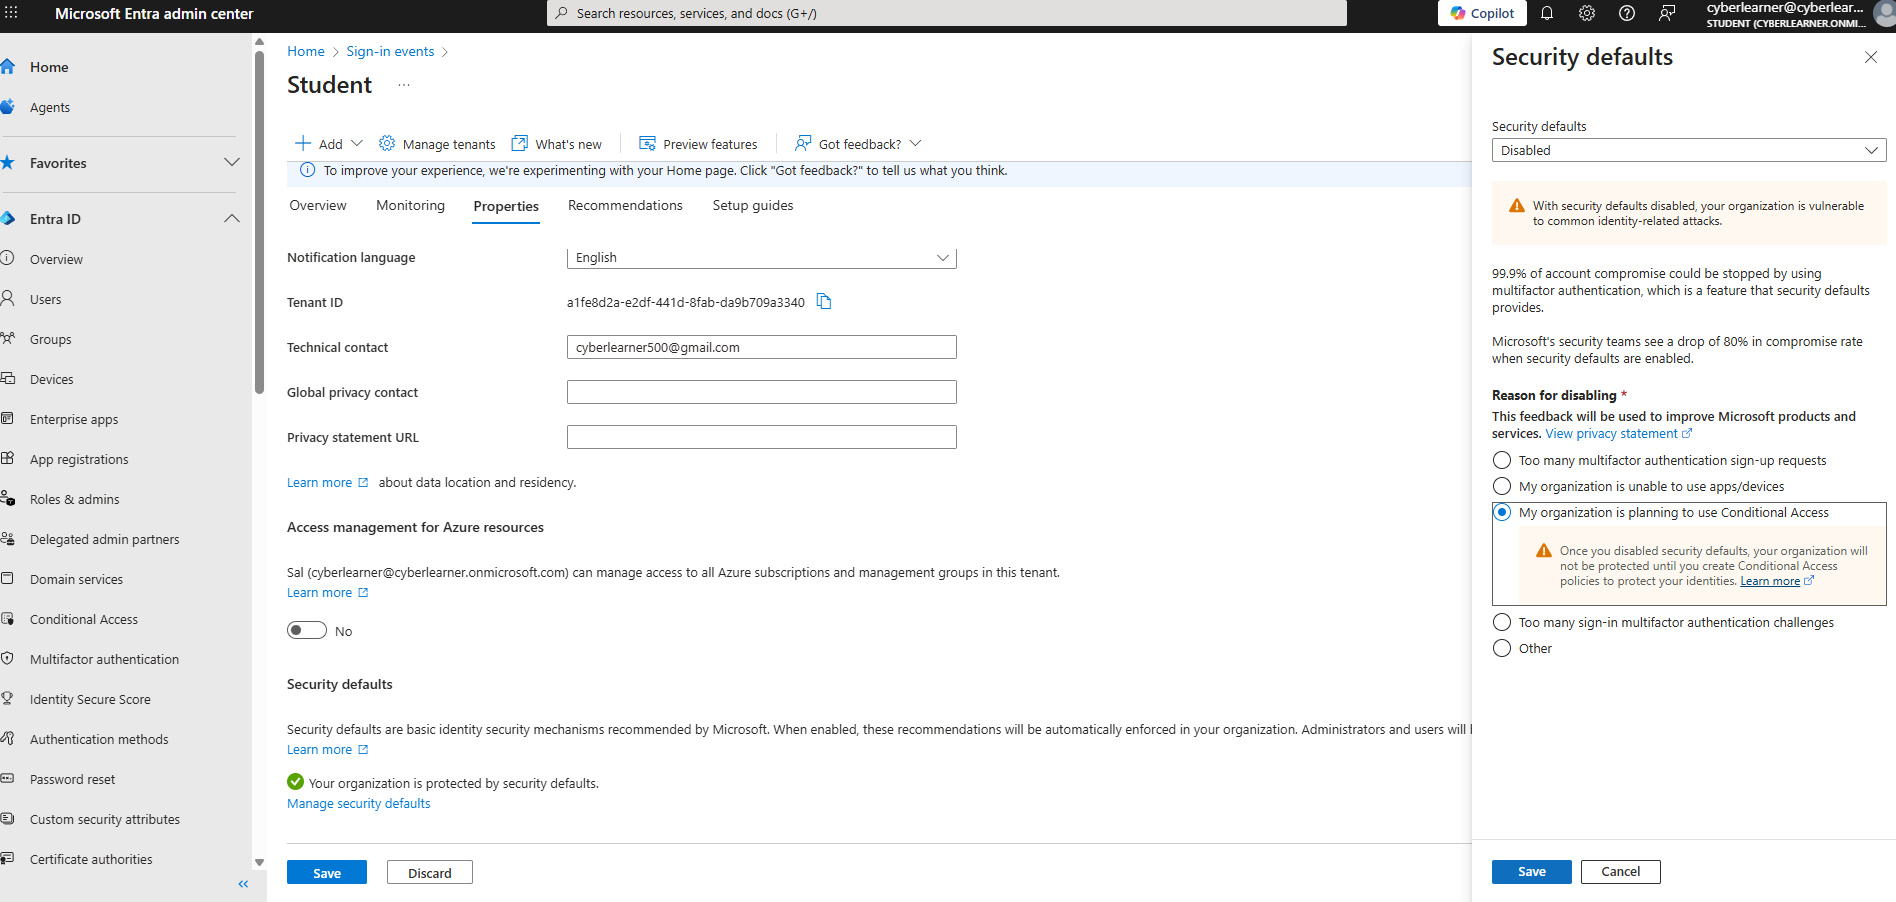 Microsoft Entra admin center
Search resources, services, and docs (G+/)
Copilot
cyberlearner@cyberlear...
STUDENT (CYBERLEARNER.ONMI...
Home
Agents
Favorites
Entra ID
Overview
Users
Groups
Devices
Enterprise apps
App registrations
Roles & admins
Delegated admin partners
Domain services
Conditional Access
Multifactor authentication
Identity Secure Score
Authentication methods
Password reset
Custom security attributes
Certificate authorities
Home > Sign-in events >
Student ...
Add
Manage tenants
What's new
Preview features
Got feedback?
To improve your experience, we're experimenting with your Home page. Click "Got feedback?" to tell us what you think.
Overview
Monitoring
Properties
Recommendations
Setup guides
Notification language
English
Tenant ID
a1fe8d2a-e2df-441d-8fab-da9b709a3340
Technical contact
cyberlearner500@gmail.com
Global privacy contact
Privacy statement URL
Learn more about data location and residency.
Access management for Azure resources
Sal (cyberlearner@cyberlearner.onmicrosoft.com) can manage access to all Azure subscriptions and management groups in this tenant.
Learn more
No
Security defaults
Security defaults are basic identity security mechanisms recommended by Microsoft. When enabled, these recommendations will be automatically enforced in your organization. Administrators and users will
Learn more
Your organization is protected by security defaults.
Manage security defaults
Save
Discard
Security defaults
Security defaults
Disabled
With security defaults disabled, your organization is vulnerable
to common identity-related attacks.
99.9% of account compromise could be stopped by using
multifactor authentication, which is a feature that security defaults
provides.
Microsoft's security teams see a drop of 80% in compromise rate
when security defaults are enabled.
Reason for disabling *
This feedback will be used to improve Microsoft products and
services. View privacy statement
Too many multifactor authentication sign-up requests
My organization is unable to use apps/devices
My organization is planning to use Conditional Access
Once you disabled security defaults, your organization will
not be protected until you create Conditional Access
policies to protect your identities. Learn more
Too many sign-in multifactor authentication challenges
Other
Save
Cancel